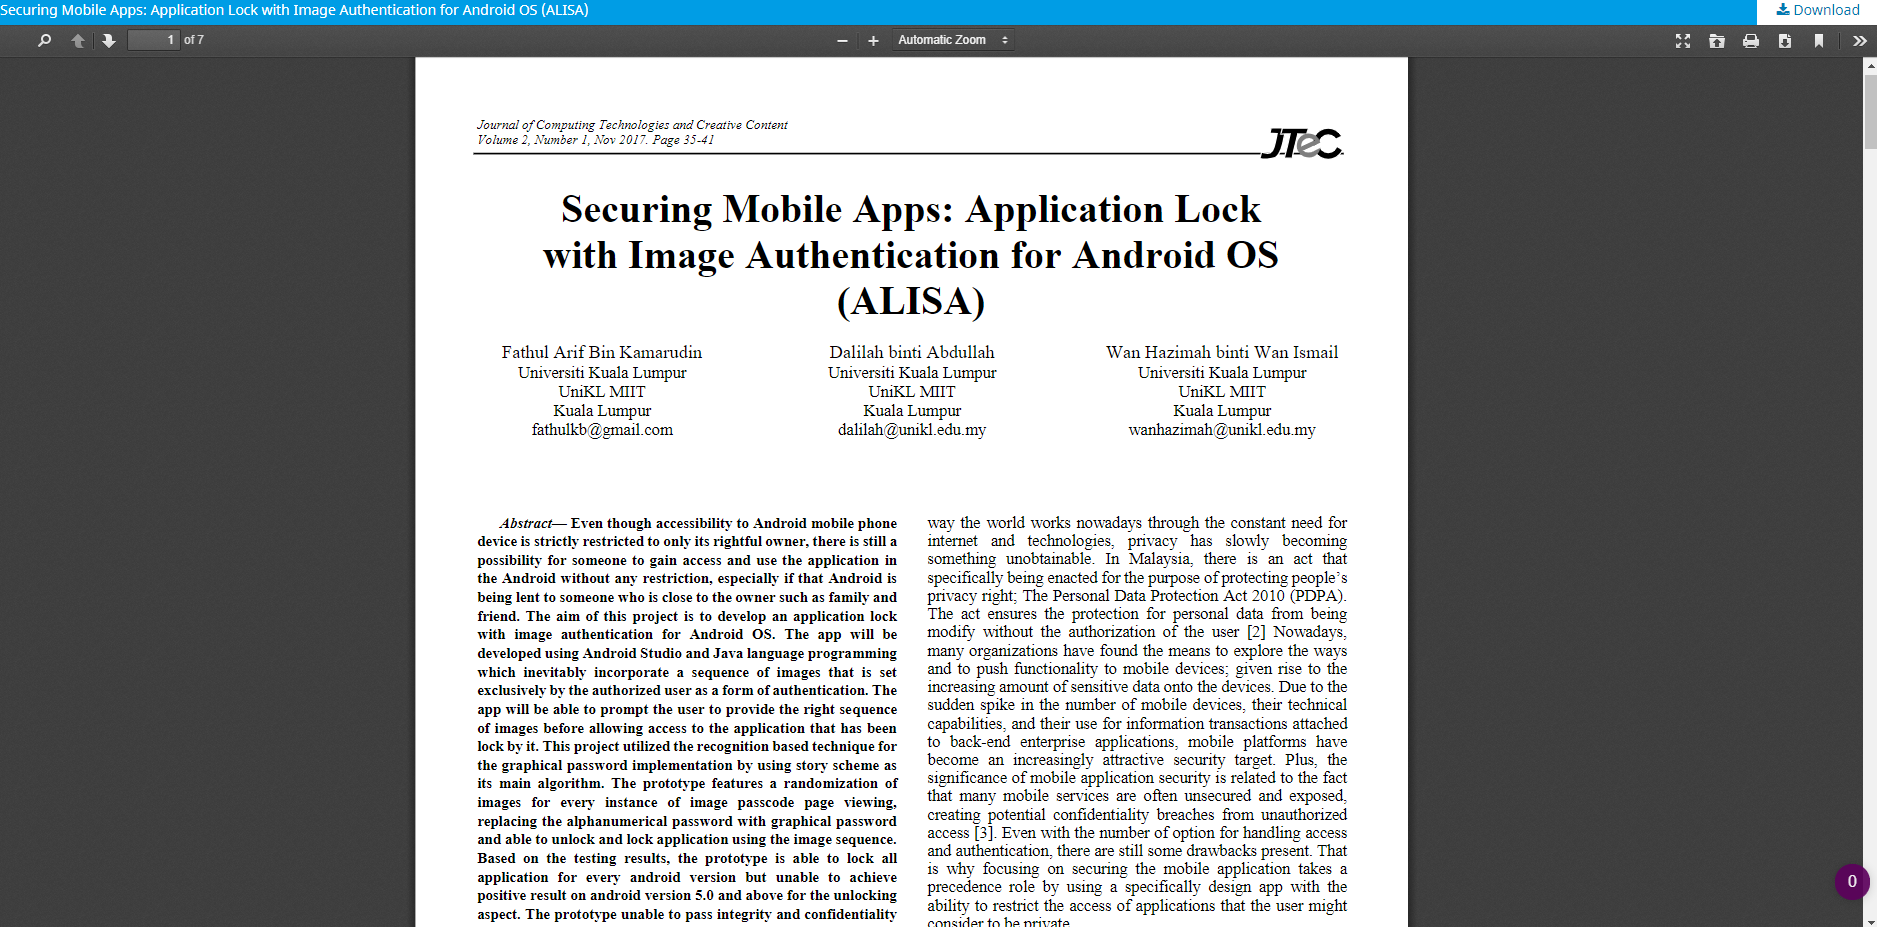 Securing Mobile Apps: Application Lock with Image Authentication for Android OS (ALISA)
Download
1 of 7
Automatic Zoom
Journal of Computing Technologies and Creative Content
Volume 2, Number 1, Nov 2017. Page 35-41
JTeC
Securing Mobile Apps: Application Lock
with Image Authentication for Android OS
(ALISA)
Fathul Arif Bin Kamarudin
Universiti Kuala Lumpur
UniKL MIIT
Kuala Lumpur
fathulkb@gmail.com
Dalilah binti Abdullah
Universiti Kuala Lumpur
UniKL MIIT
Kuala Lumpur
dalilah@unikl.edu.my
Wan Hazimah binti Wan Ismail
Universiti Kuala Lumpur
UniKL MIIT
Kuala Lumpur
wanhazimah@unikl.edu.my
Abstract— Even though accessibility to Android mobile phone
device is strictly restricted to only its rightful owner, there is still a
possibility for someone to gain access and use the application in
the Android without any restriction, especially if that Android is
being lent to someone who is close to the owner such as family and
friend. The aim of this project is to develop an application lock
with image authentication for Android OS. The app will be
developed using Android Studio and Java language programming
which inevitably incorporate a sequence of images that is set
exclusively by the authorized user as a form of authentication. The
app will be able to prompt the user to provide the right sequence
of images before allowing access to the application that has been
lock by it. This project utilized the recognition based technique for
the graphical password implementation by using story scheme as
its main algorithm. The prototype features a randomization of
images for every instance of image passcode page viewing,
replacing the alphanumerical password with graphical password
and able to unlock and lock application using the image sequence.
Based on the testing results, the prototype is able to lock all
application for every android version but unable to achieve
positive result on android version 5.0 and above for the unlocking
aspect. The prototype unable to pass integrity and confidentiality
way the world works nowadays through the constant need for
internet and technologies, privacy has slowly becoming
something unobtainable. In Malaysia, there is an act that
specifically being enacted for the purpose of protecting people's
privacy right; The Personal Data Protection Act 2010 (PDPA).
The act ensures the protection for personal data from being
modify without the authorization of the user [2] Nowadays,
many organizations have found the means to explore the ways
and to push functionality to mobile devices; given rise to the
increasing amount of sensitive data onto the devices. Due to the
sudden spike in the number of mobile devices, their technical
capabilities, and their use for information transactions attached
to back-end enterprise applications, mobile platforms have
become an increasingly attractive security target. Plus, the
significance of mobile application security is related to the fact
that many mobile services are often unsecured and exposed,
creating potential confidentiality breaches from unauthorized
access [3]. Even with the number of option for handling access
and authentication, there are still some drawbacks present. That
is why focusing on securing the mobile application takes a
precedence role by using a specifically design app with the
ability to restrict the access of applications that the user might
consider to be private.
0